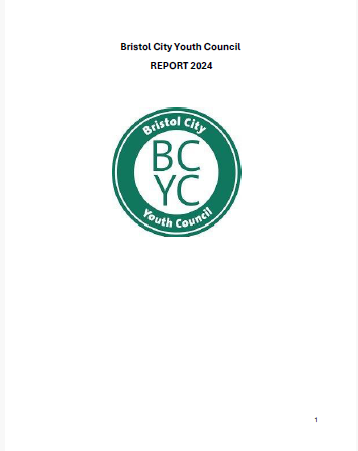 Bristol City Youth Council
REPORT 2024
Bristol City
BC
YC
Youth Council
1